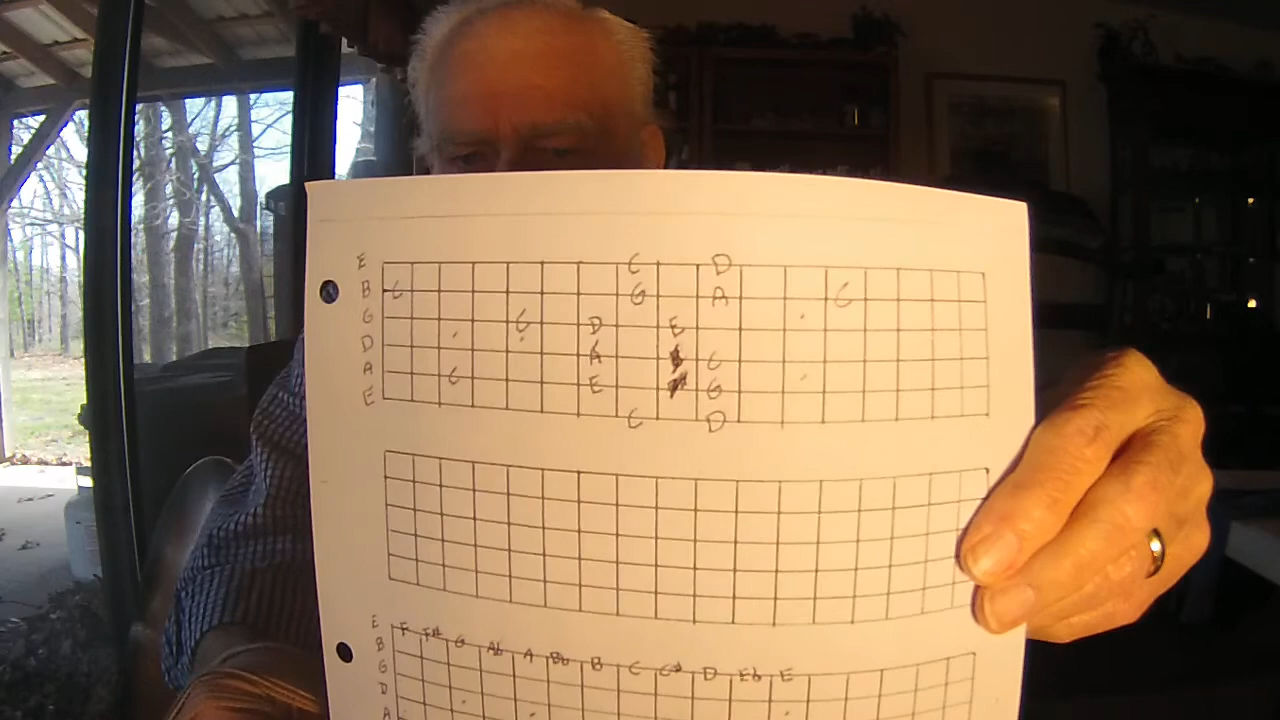 E C D
B C G A C
G C D E
D A C
A C E G
E C D
E F F# G Ab A Bb B C C# D Eb E
B
G
D
A